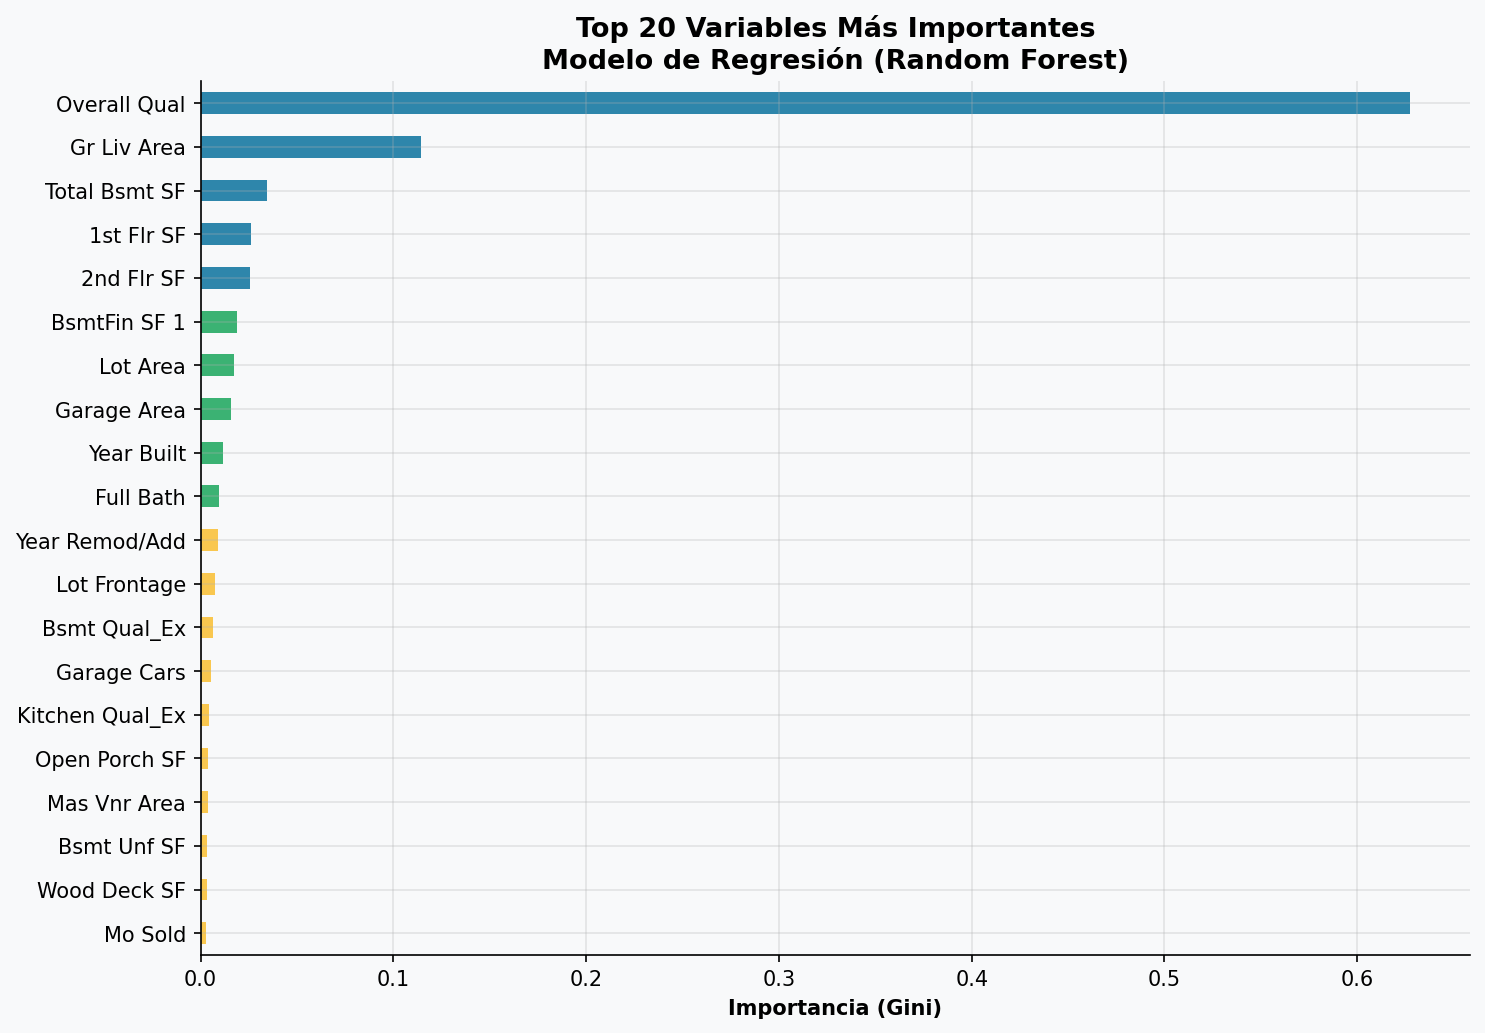 Top 20 Variables Más Importantes
Modelo de Regresión (Random Forest)
Overall Qual
Gr Liv Area
Total Bsmt SF
1st Flr SF
2nd Flr SF
BsmtFin SF 1
Lot Area
Garage Area
Year Built
Full Bath
Year Remod/Add
Lot Frontage
Bsmt Qual_Ex
Garage Cars
Kitchen Qual_Ex
Open Porch SF
Mas Vnr Area
Bsmt Unf SF
Wood Deck SF
Mo Sold
0.0 0.1 0.2 0.3 0.4 0.5 0.6
Importancia (Gini)